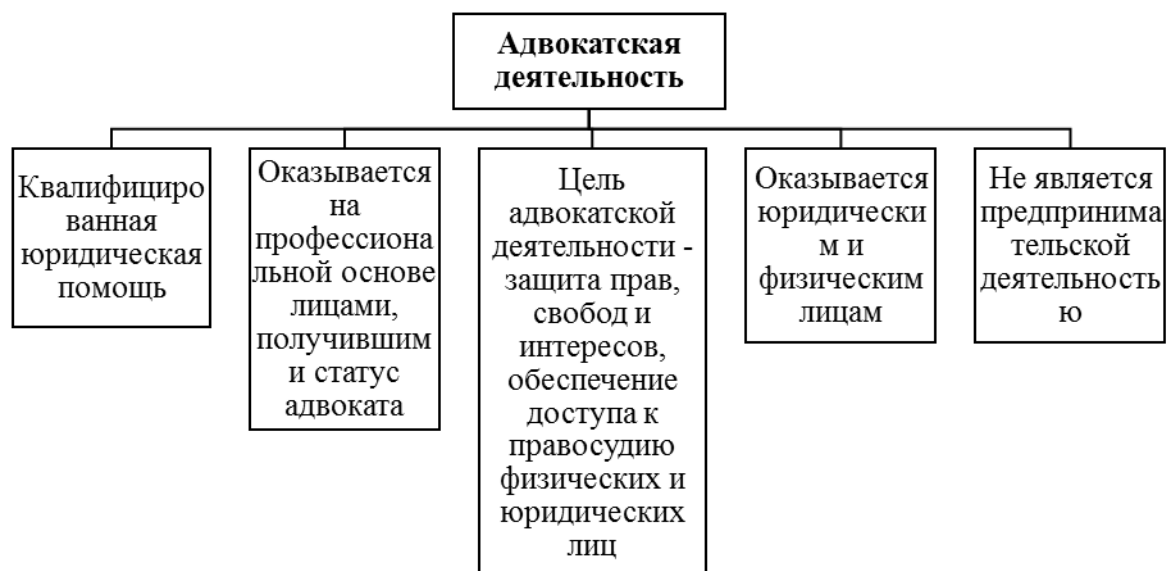 Адвокатская
деятельность
Квалифициро
ванная
юридическая
помощь
Оказывается
на
профессиона
льной основе
лицами,
получившим
и статус
адвоката
Цель
адвокатской
деятельности -
защита прав,
свобод и
интересов,
обеспечение
доступа к
правосудию
физических и
юридических
лиц
Оказывается
юридически
м и
физическим
лицам
Не является
предпринима
тельской
деятельность
ю